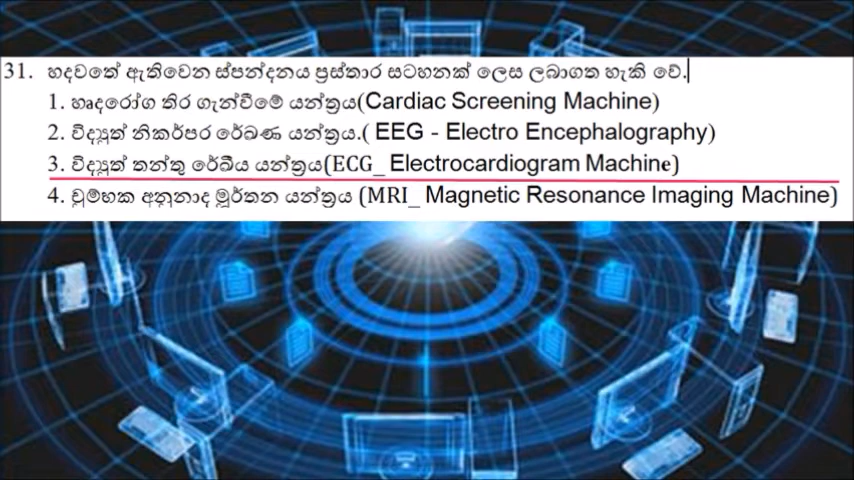 31. හදවතේ ඇතිවෙන ස්පන්දනය ප්‍රස්තාර සටහනක් ලෙස ලබාගත හැකි වේ.
1. හෘදරෝග තිර ගැන්වීමේ යන්ත්‍රය(Cardiac Screening Machine)
2. විද්‍යුත් නිකර්පර රේඛණ යන්ත්‍රය.( EEG - Electro Encephalography)
3. විද්‍යුත් තන්තු රේඛීය යන්ත්‍රය(ECG_ Electrocardiogram Machine)
4. චුම්භක අනුනාද මූර්තන යන්ත්‍රය (MRI_ Magnetic Resonance Imaging Machine)